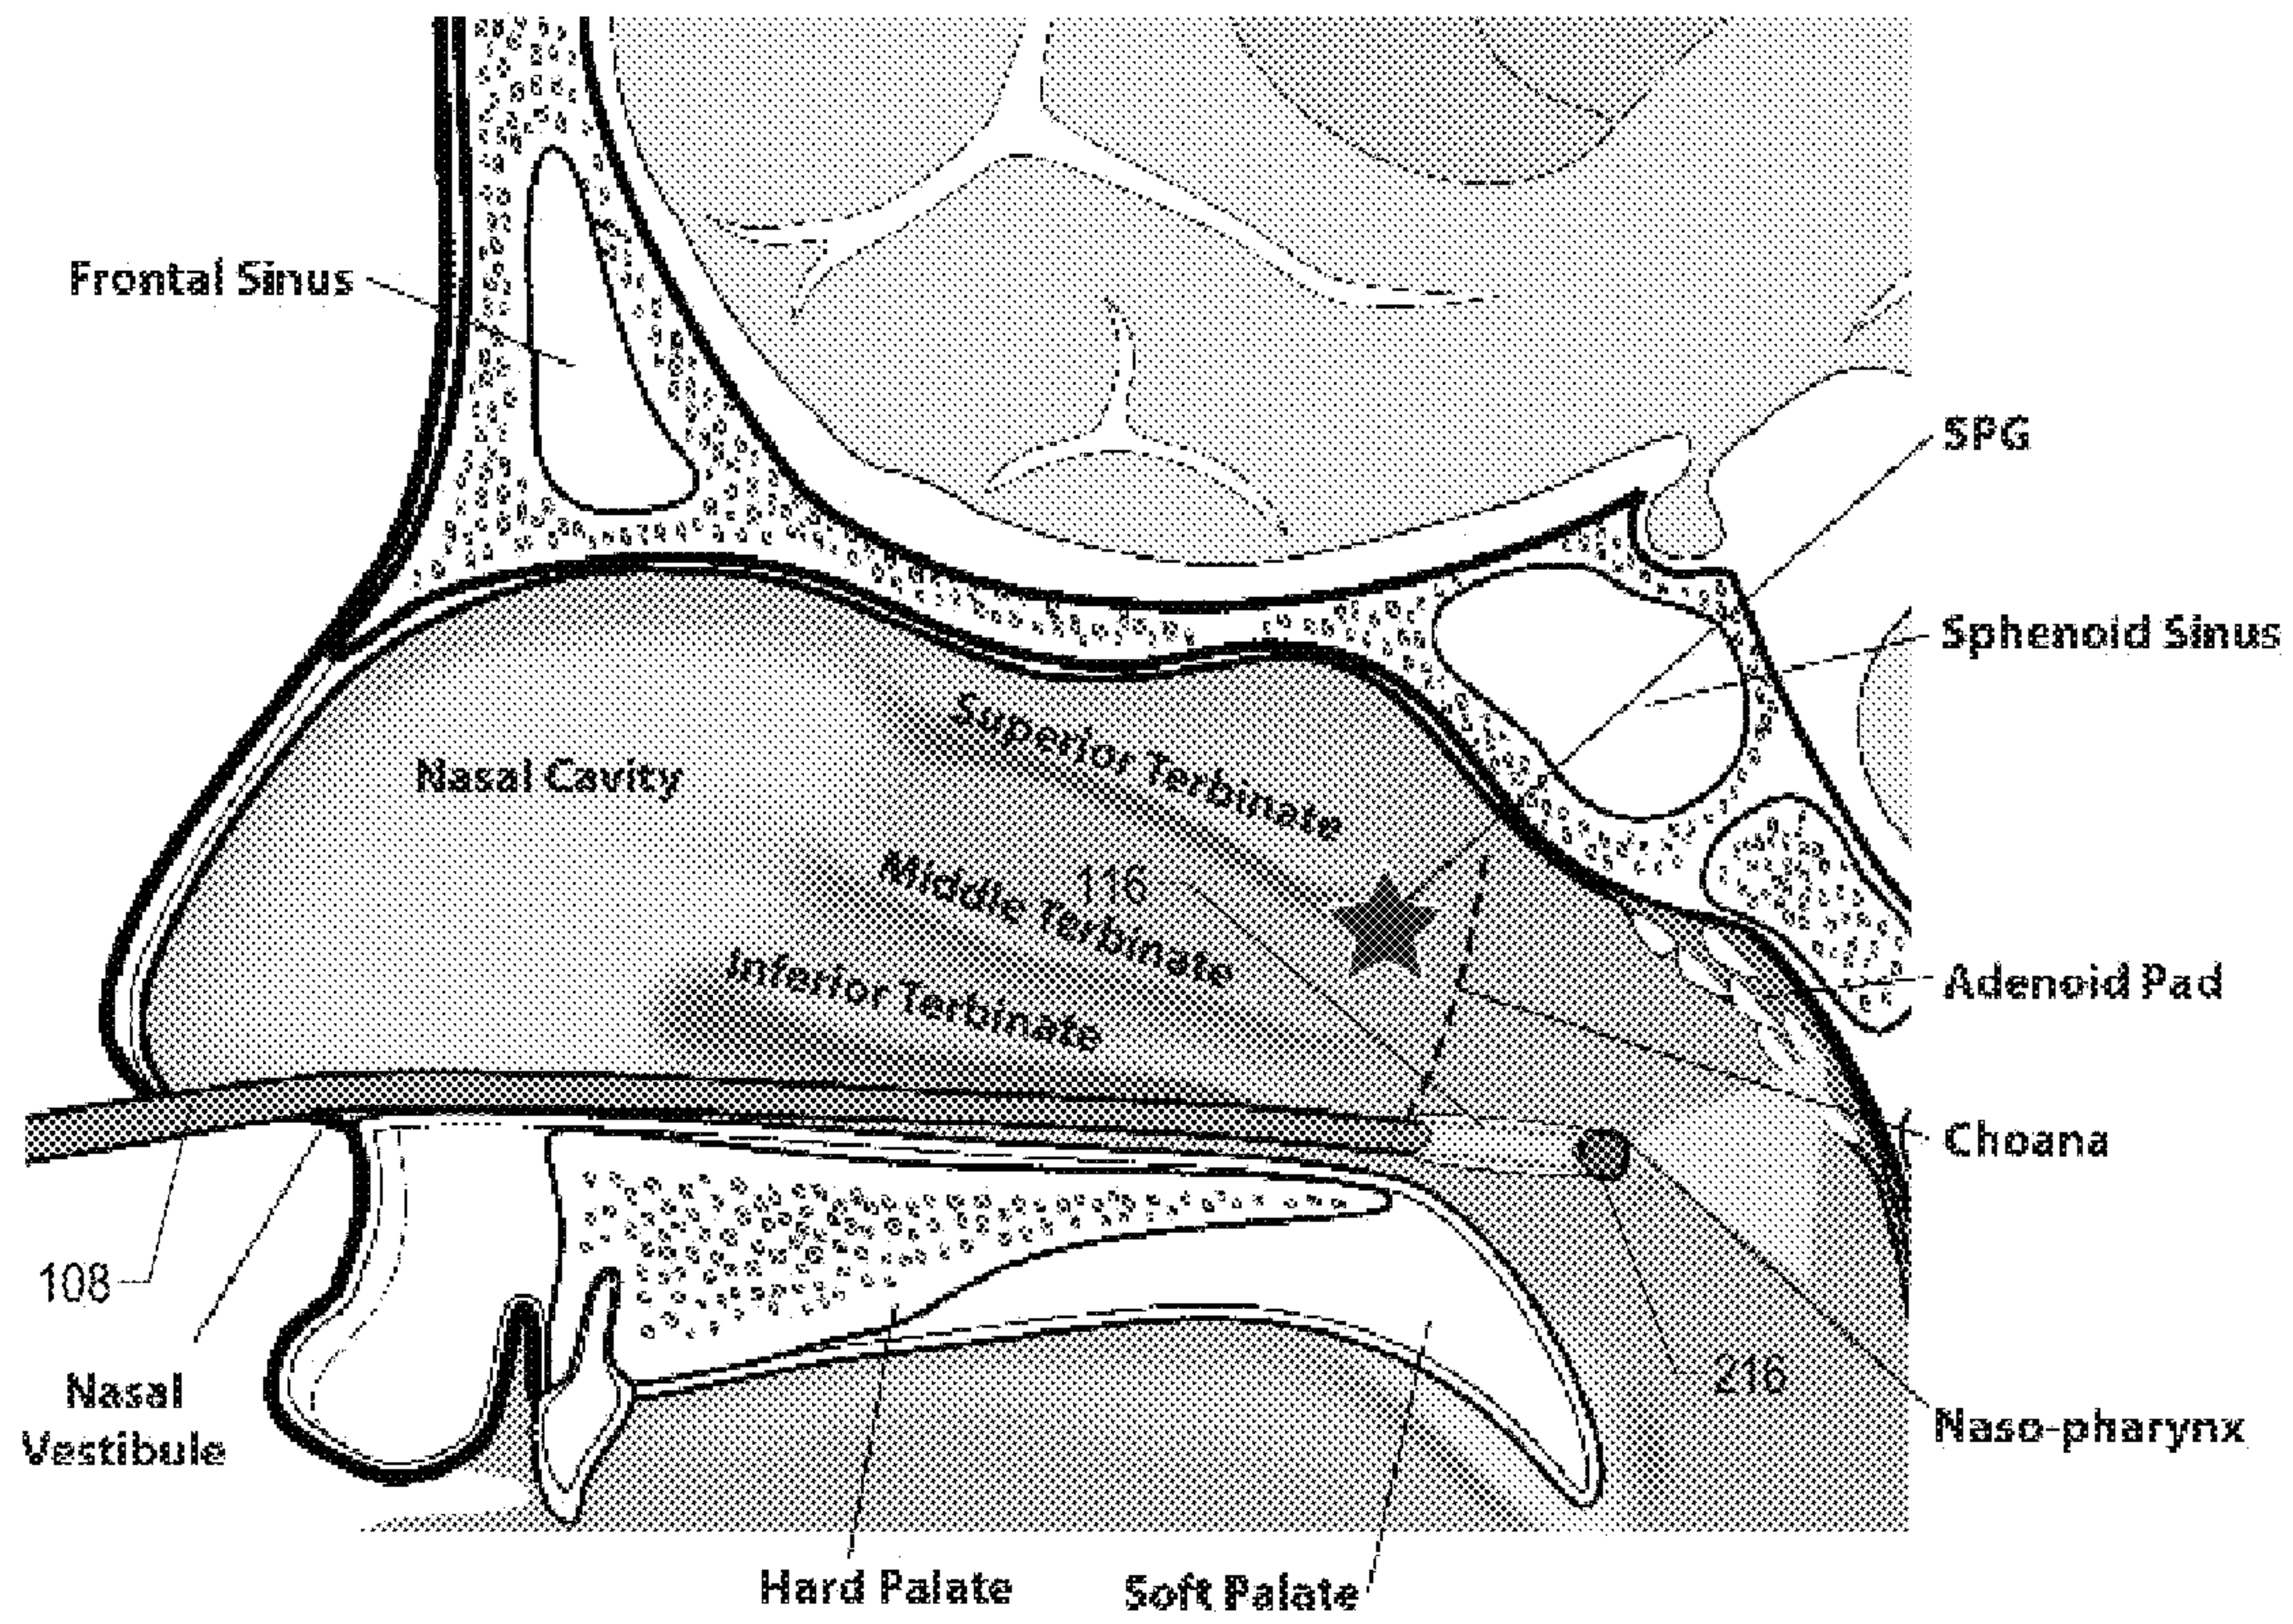 Frontal Sinus
SPG
Sphenoid Sinus
Superior Terbinate
Nasal Cavity
Middle Terbinate
116
Inferior Terbinate
Adenoid Pad
Choana
108
Nasal
Vestibule
216
Naso-pharynx
Hard Palate
Soft Palate